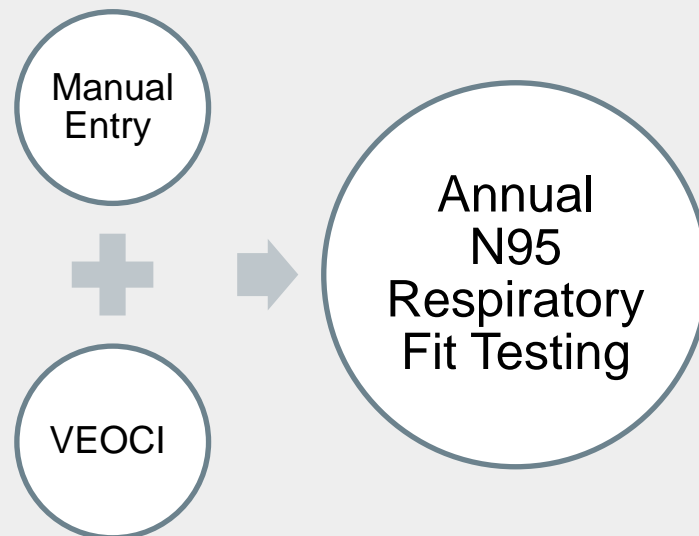 Manual
Entry
VEOCI
Annual
N95
Respiratory
Fit Testing